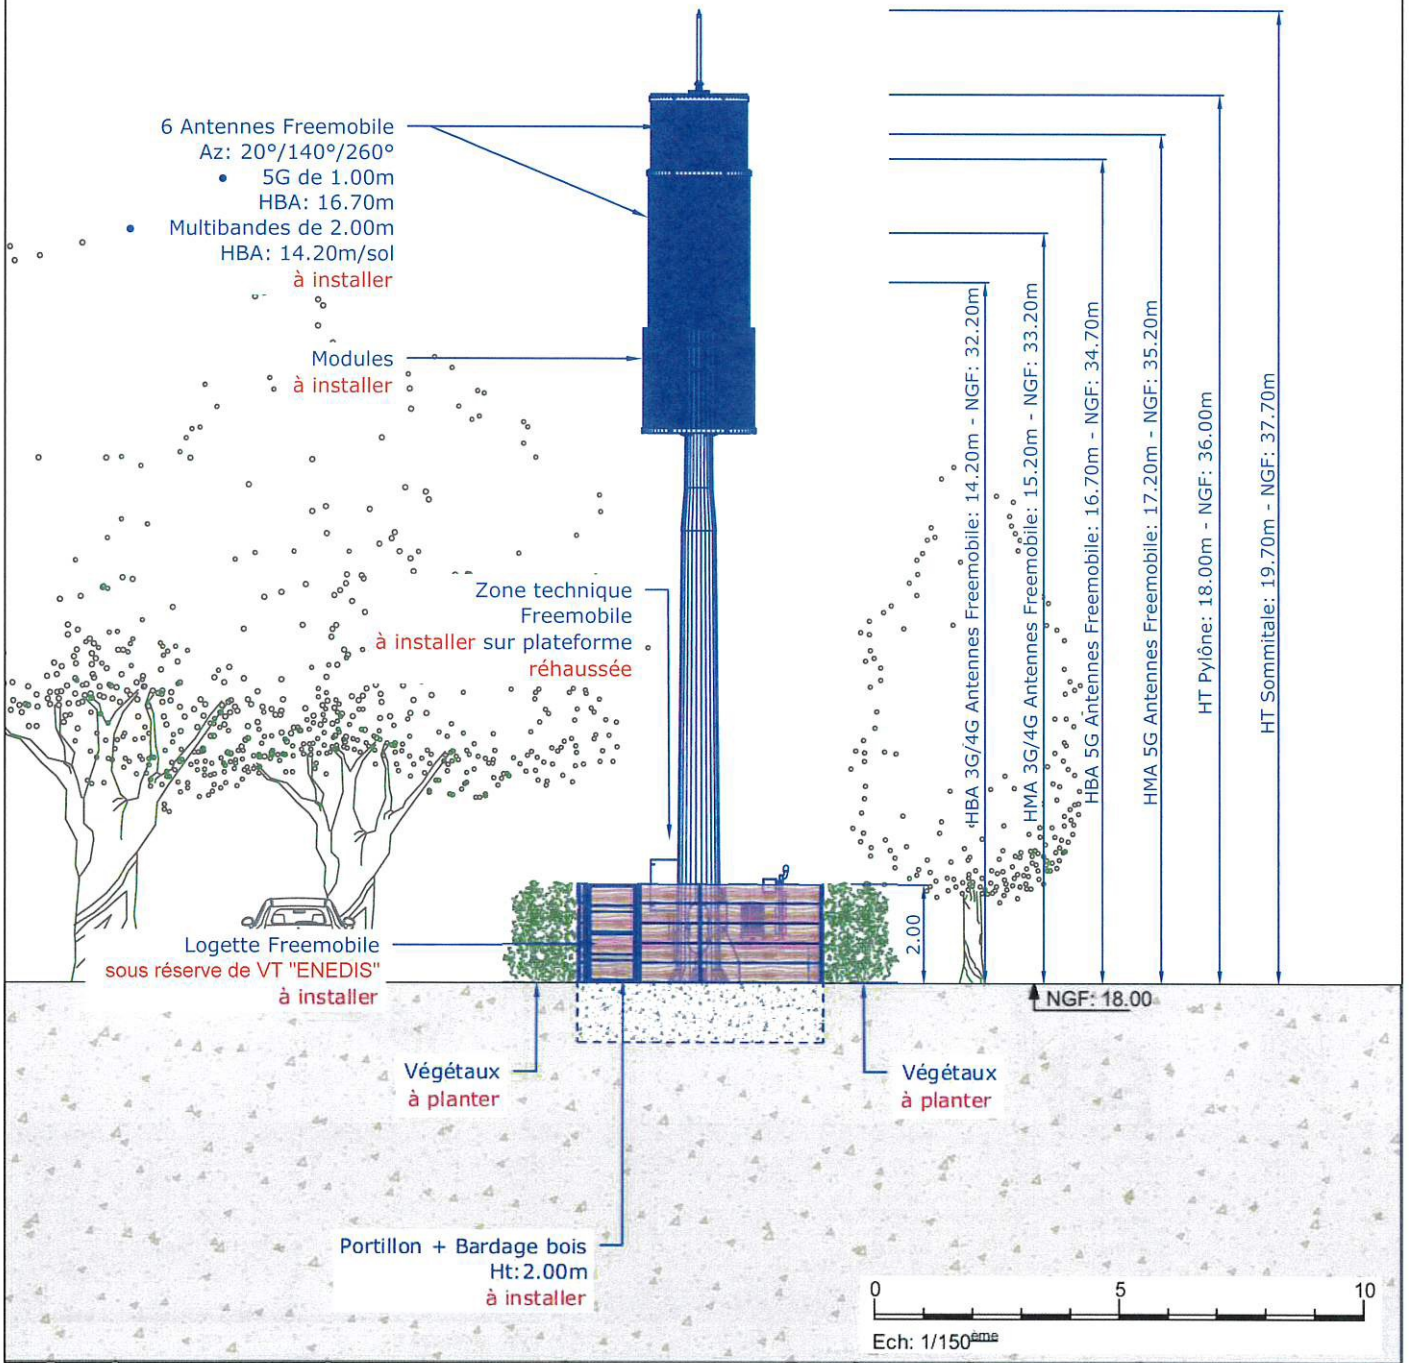 6 Antennes Freemobile
Az: 20°/140°/260°
• 5G de 1.00m
HBA: 16.70m
• Multibandes de 2.00m
HBA: 14.20m/sol
à installer
Modules
à installer
Zone technique
Freemobile
à installer sur plateforme
réhaussée
Logette Freemobile
sous réserve de VT "ENEDIS"
à installer
Végétaux
à planter
Portillon + Bardage bois
Ht:2.00m
à installer
Végétaux
à planter
2.00
HBA 3G/4G Antennes Freemobile: 14.20m - NGF: 32.20m
HMA 3G/4G Antennes Freemobile: 15.20m - NGF: 33.20m
HBA 5G Antennes Freemobile: 16.70m - NGF: 34.70m
HMA 5G Antennes Freemobile: 17.20m - NGF: 35.20m
HT Pylône: 18.00m - NGF: 36.00m
HT Sommitale: 19.70m - NGF: 37.70m
NGF: 18.00
0 5 10
Ech: 1/150ème